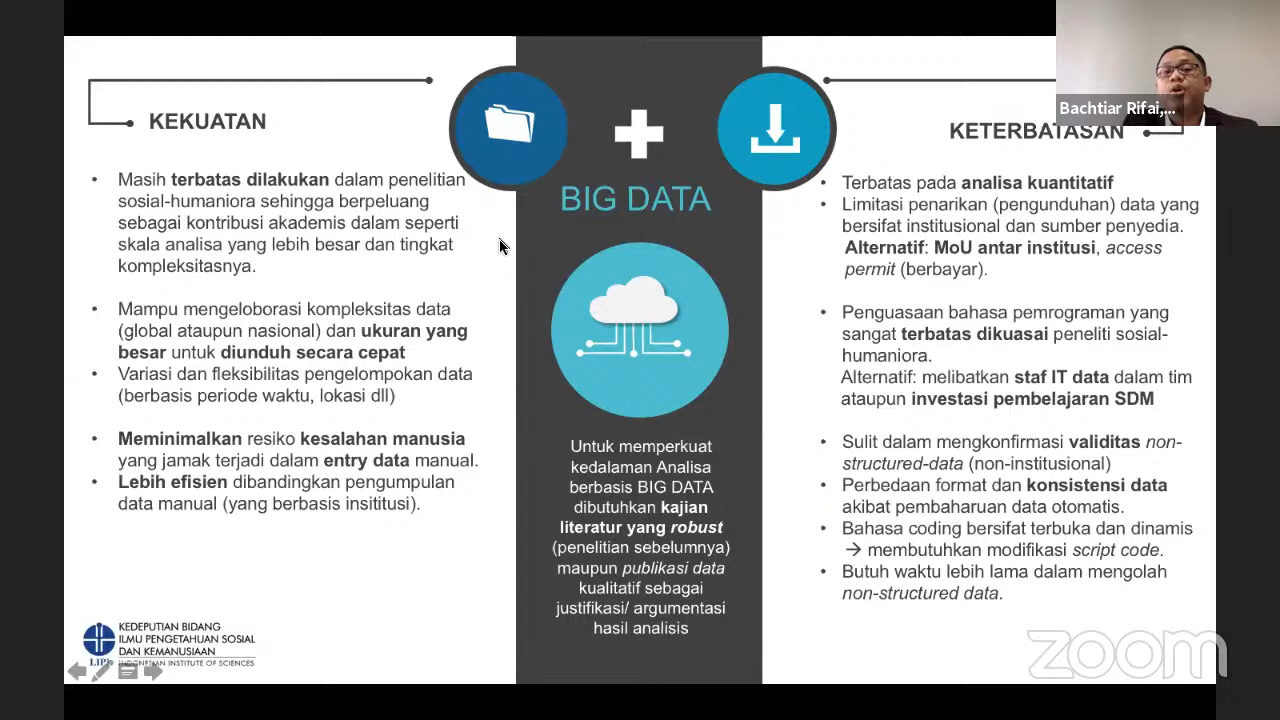 KEKUATAN
Masih terbatas dilakukan dalam penelitian
sosial-humaniora sehingga berpeluang
sebagai kontribusi akademis dalam seperti
skala analisa yang lebih besar dan tingkat
kompleksitasnya.
Mampu mengeloborasi kompleksitas data
(global ataupun nasional) dan ukuran yang
besar untuk diunduh secara cepat
Variasi dan fleksibilitas pengelompokan data
(berbasis periode waktu, lokasi dll)
Meminimalkan resiko kesalahan manusia
yang jamak terjadi dalam entry data manual.
Lebih efisien dibandingkan pengumpulan
data manual (yang berbasis insititusi).
BIG DATA
Untuk memperkuat
kedalaman Analisa
berbasis BIG DATA
dibutuhkan kajian
literatur yang robust
(penelitian sebelumnya)
maupun publikasi data
kualitatif sebagai
justifikasi/ argumentasi
hasil analisis
Bachtiar Rifai,...
KETERBATASAN
Terbatas pada analisa kuantitatif
Limitasi penarikan (pengunduhan) data yang
bersifat institusional dan sumber penyedia.
Alternatif: MoU antar institusi, access
permit (berbayar).
Penguasaan bahasa pemrograman yang
sangat terbatas dikuasai peneliti sosial-
humaniora.
Alternatif: melibatkan staf IT data dalam tim
ataupun investasi pembelajaran SDM
Sulit dalam mengkonfirmasi validitas non-
structured-data (non-institusional)
Perbedaan format dan konsistensi data
akibat pembaharuan data otomatis.
Bahasa coding bersifat terbuka dan dinamis
→ membutuhkan modifikasi script code.
Butuh waktu lebih lama dalam mengolah
non-structured data.
KEDEPUTIAN BIDANG
ILMU PENGETAHUAN SOSIAL
DAN KEMANUSIAAN
LIPI INDONESIAN INSTITUTE OF SCIENCES
zoom